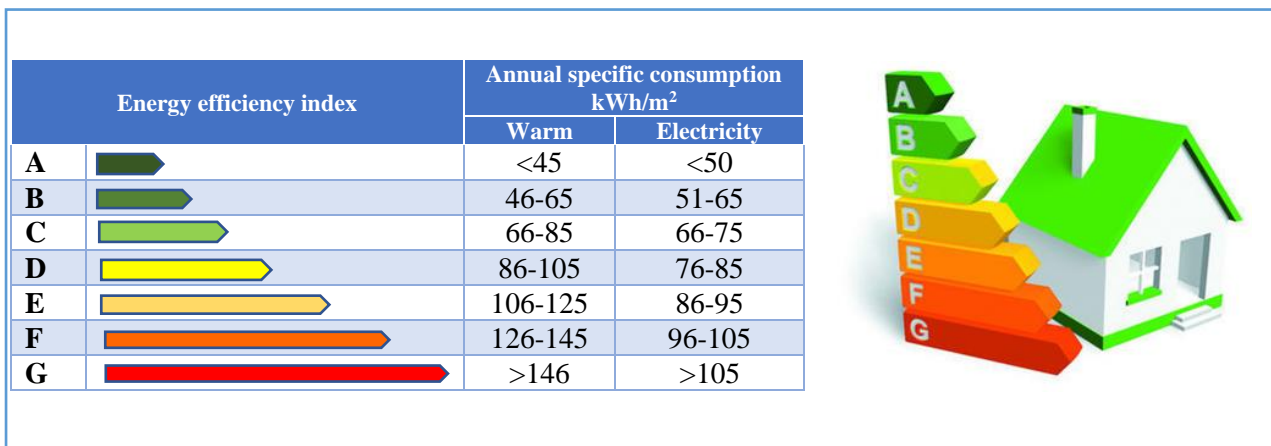 Energy efficiency index
Annual specific consumption
kWh/m²
Warm
Electricity
A <45 <50
B 46-65 51-65
C 66-85 66-75
D 86-105 76-85
E 106-125 86-95
F 126-145 96-105
G >146 >105
A
B
C
D
E
F
G